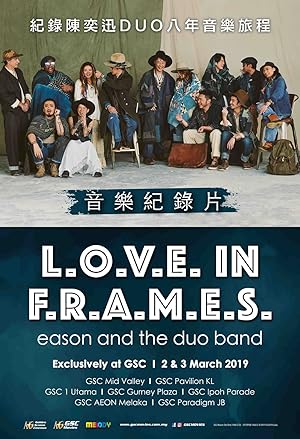 紀錄陳奕迅DUO八年音樂旅程
音樂紀錄片
L.O.V.E. IN
F.R.A.M.E.S.
eason and the duo band
Exclusively at GSC I 2 & 3 March 2019
GSC Mid Valley I GSC Pavilion KL
GSC 1 Utama I GSC Gurney Plaza I GSC Ipoh Parade
GSC AEON Melaka I GSC Paradigm JB
GSC
MELODY
www.gsc.com.my
GSCMOVIES